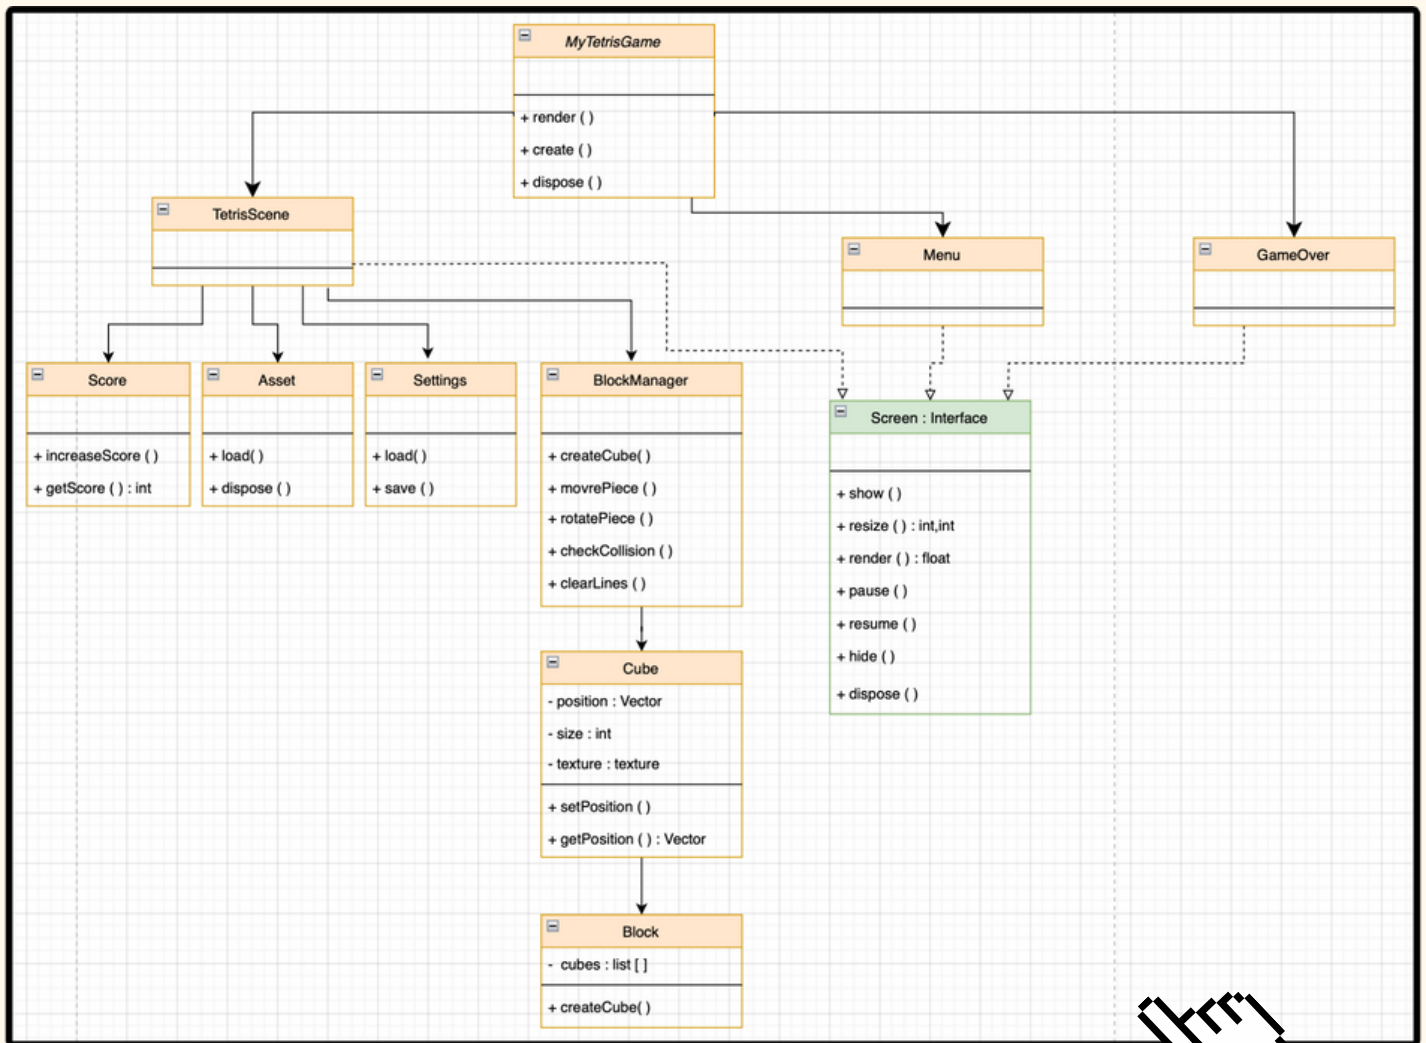 MyTetrisGame
+ render ( )
+ create ( )
+ dispose ( )
TetrisScene
Menu
GameOver
Score
+ increaseScore ( )
+ getScore ( ) : int
Asset
+ load( )
+ dispose ( )
Settings
+ load( )
+ save ( )
BlockManager
+ createCube( )
+ movrePiece ( )
+ rotatePiece ( )
+ checkCollision ( )
+ clearLines ( )
Screen : Interface
+ show ( )
+ resize ( ) : int,int
+ render ( ) : float
+ pause ( )
+ resume ( )
+ hide ( )
+ dispose ( )
Cube
- position : Vector
- size : int
- texture : texture
+ setPosition ( )
+ getPosition ( ) : Vector
Block
- cubes : list [ ]
+ createCube( )